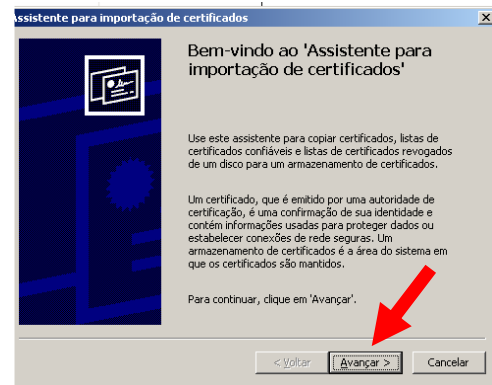 Assistente para importação de certificados
Bem-vindo ao 'Assistente para
importação de certificados'
Use este assistente para copiar certificados, listas de
certificados confiáveis e listas de certificados revogados
de um disco para um armazenamento de certificados.
Um certificado, que é emitido por uma autoridade de
certificação, é uma confirmação de sua identidade e
contém informações usadas para proteger dados ou
estabelecer conexões de rede seguras. Um
armazenamento de certificados é a área do sistema em
que os certificados são mantidos.
Para continuar, clique em 'Avançar'.
< Voltar Avançar > Cancelar